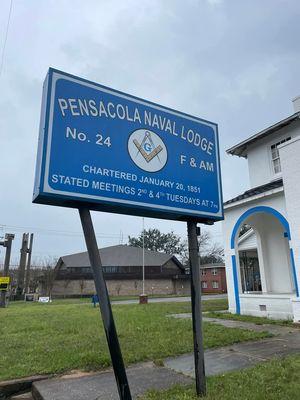 PENSACOLA NAVAL LODGE
No. 24
G
F & AM
CHARTERED JANUARY 20, 1851
STATED MEETINGS 2ND & 4TH TUESDAYS AT 7